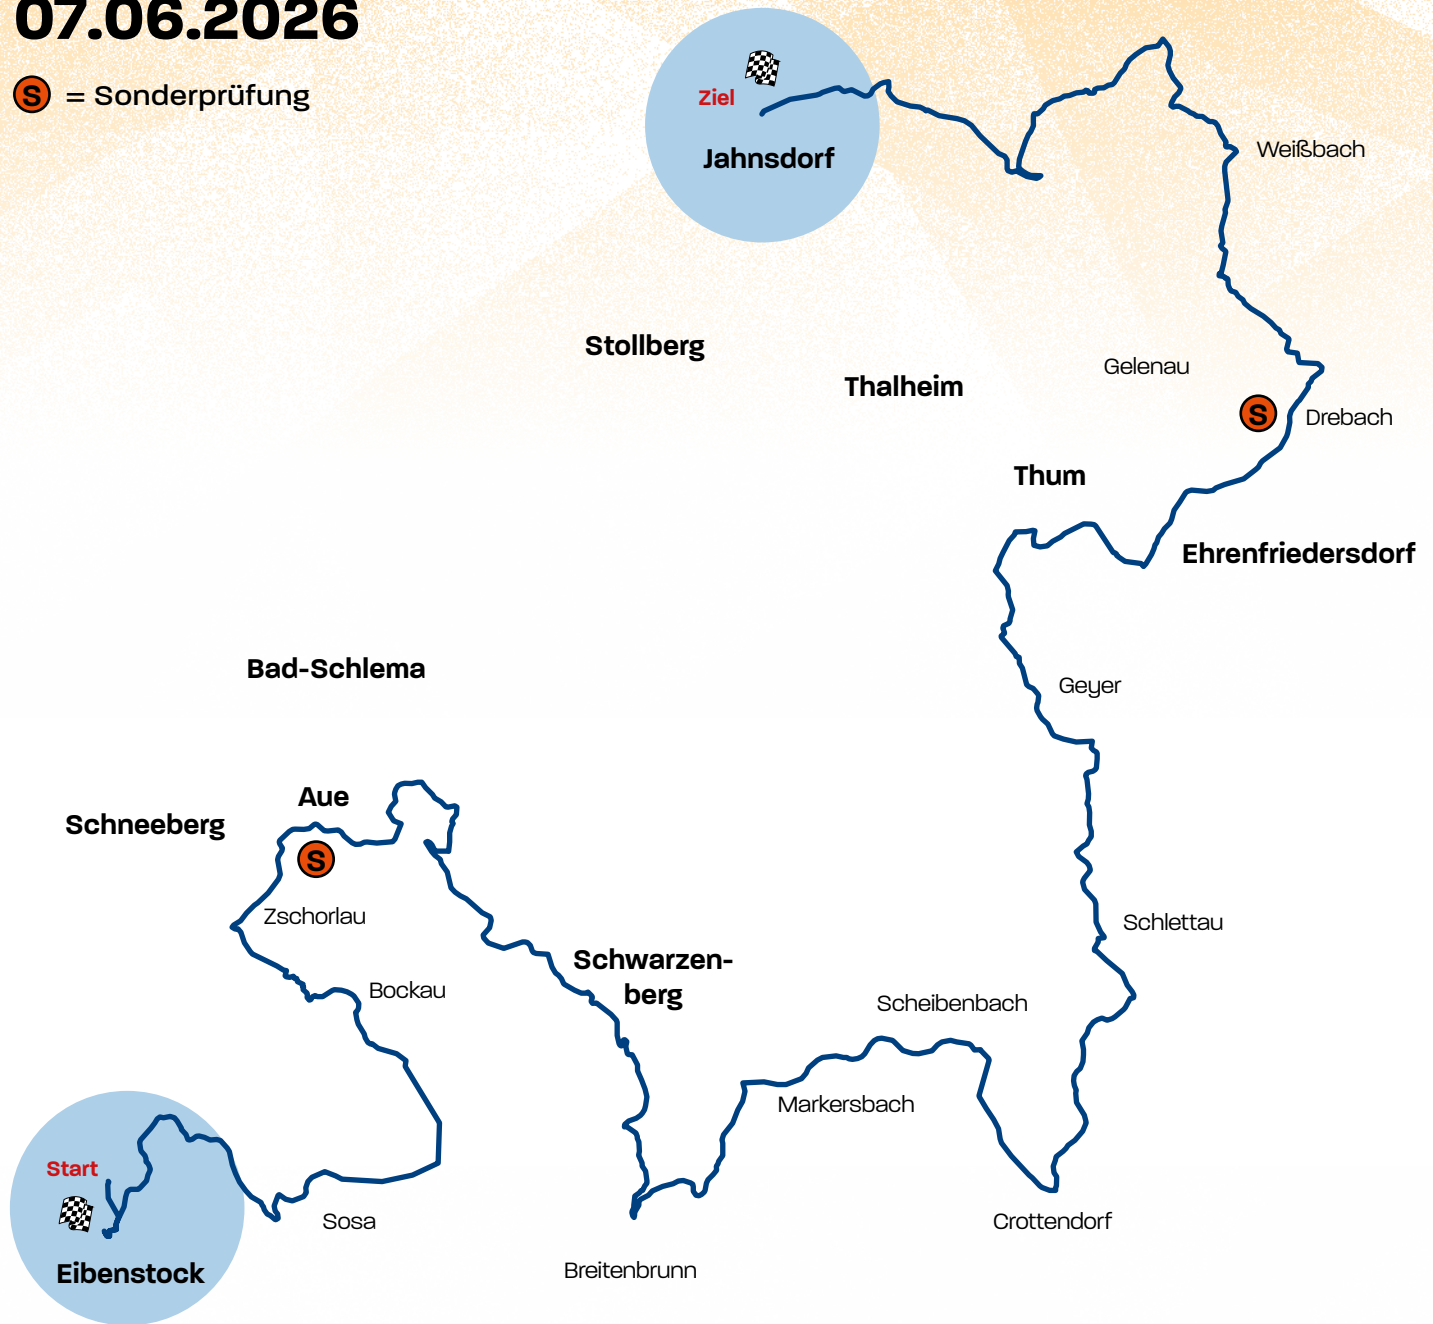 07.06.2026
S = Sonderprüfung
Ziel
Jahnsdorf
Weißbach
Stollberg
Gelenau
Thalheim
S
Drebach
Thum
Ehrenfriedersdorf
Bad-Schlema
Geyer
Aue
Schneeberg
S
Zschorlau
Schlettau
Schwarzen-
berg
Bockau
Scheibenbach
Markersbach
Start
Sosa
Crottendorf
Eibenstock
Breitenbrunn